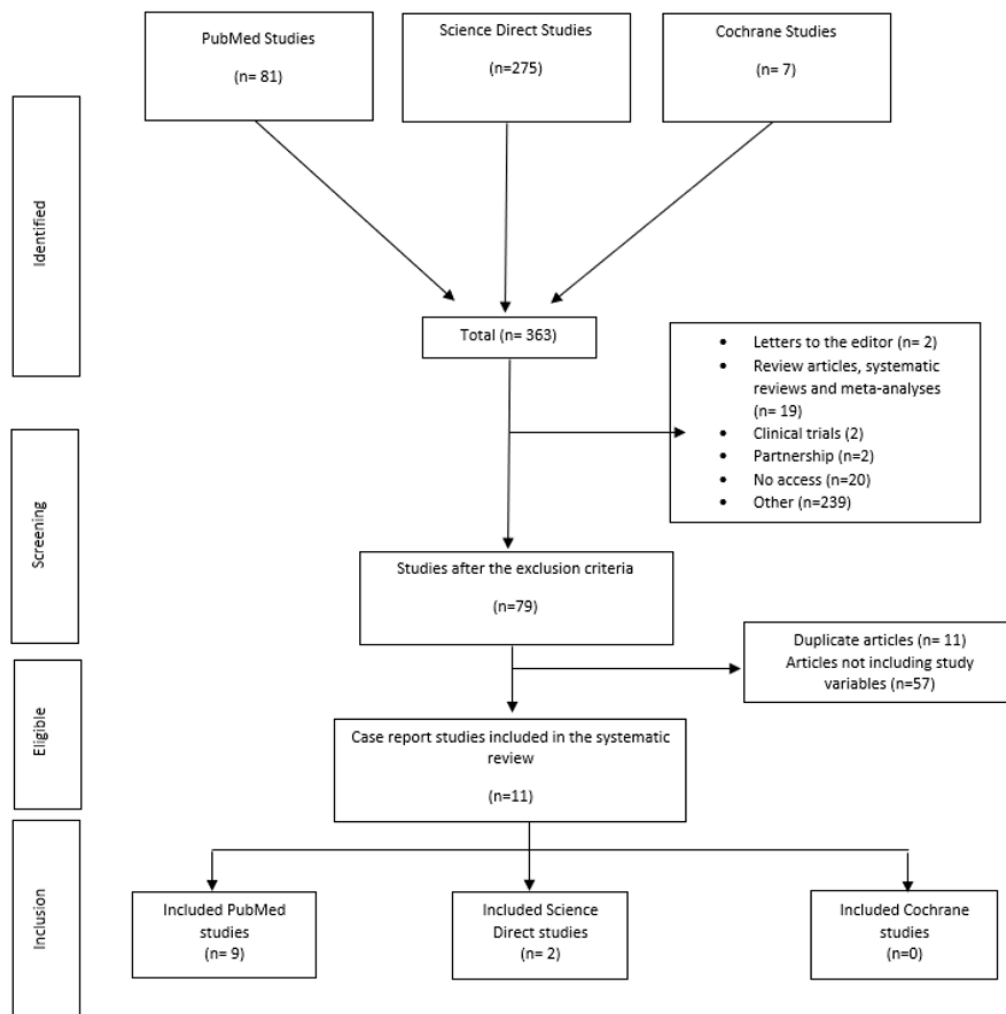 PubMed Studies
(n= 81)
Science Direct Studies
(n=275)
Cochrane Studies
(n= 7)
Identified
Total (n= 363)
• Letters to the editor (n= 2)
• Review articles, systematic
reviews and meta-analyses
(n= 19)
• Clinical trials (2)
• Partnership (n=2)
• No access (n=20)
• Other (n=239)
Screening
Studies after the exclusion criteria
(n=79)
Duplicate articles (n= 11)
Articles not including study
variables (n=57)
Eligible
Case report studies included in the systematic
review
(n=11)
Inclusion
Included PubMed
studies
(n= 9)
Included Science
Direct studies
(n= 2)
Included Cochrane
studies
(n=0)